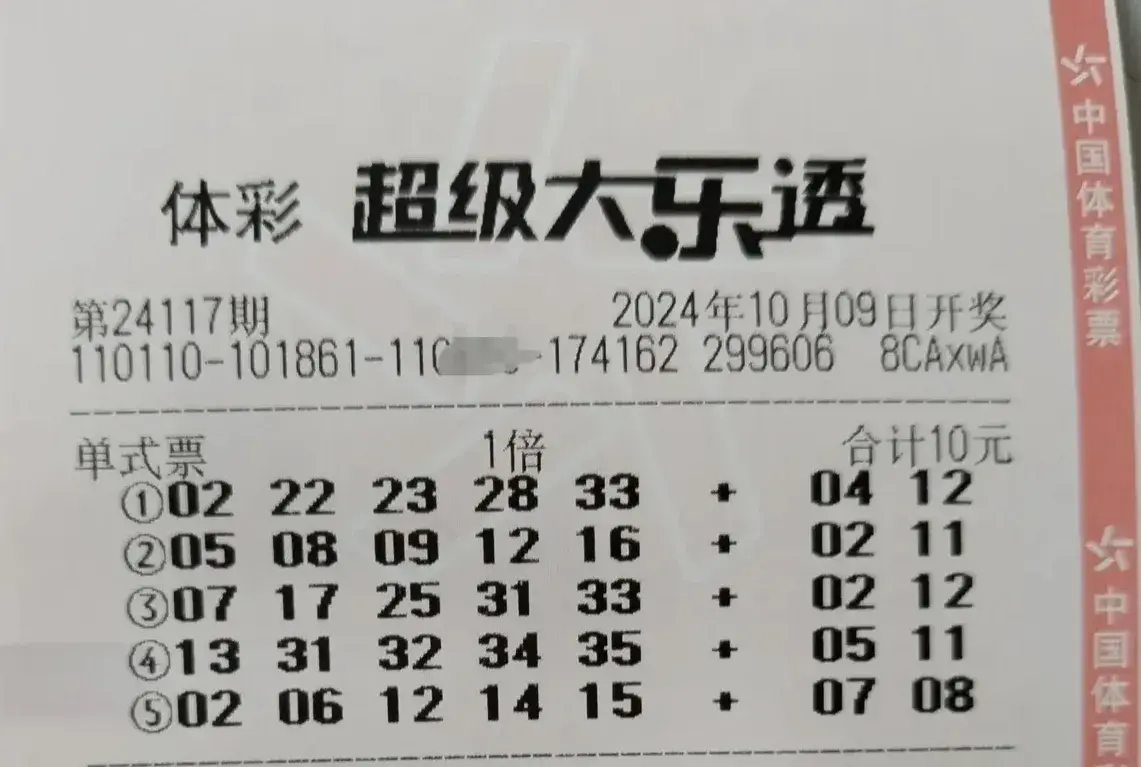 体彩 超级大乐透
第24117期 2024年10月09日开奖
110110-101861-110 -174162 299606 8CAxwA
单式票 1倍 合计10元
①02 22 23 28 33 + 04 12
②05 08 09 12 16 + 02 11
③07 17 25 31 33 + 02 12
④13 31 32 34 35 + 05 11
⑤02 06 12 14 15 + 07 08
中国体育彩票
中国体育彩